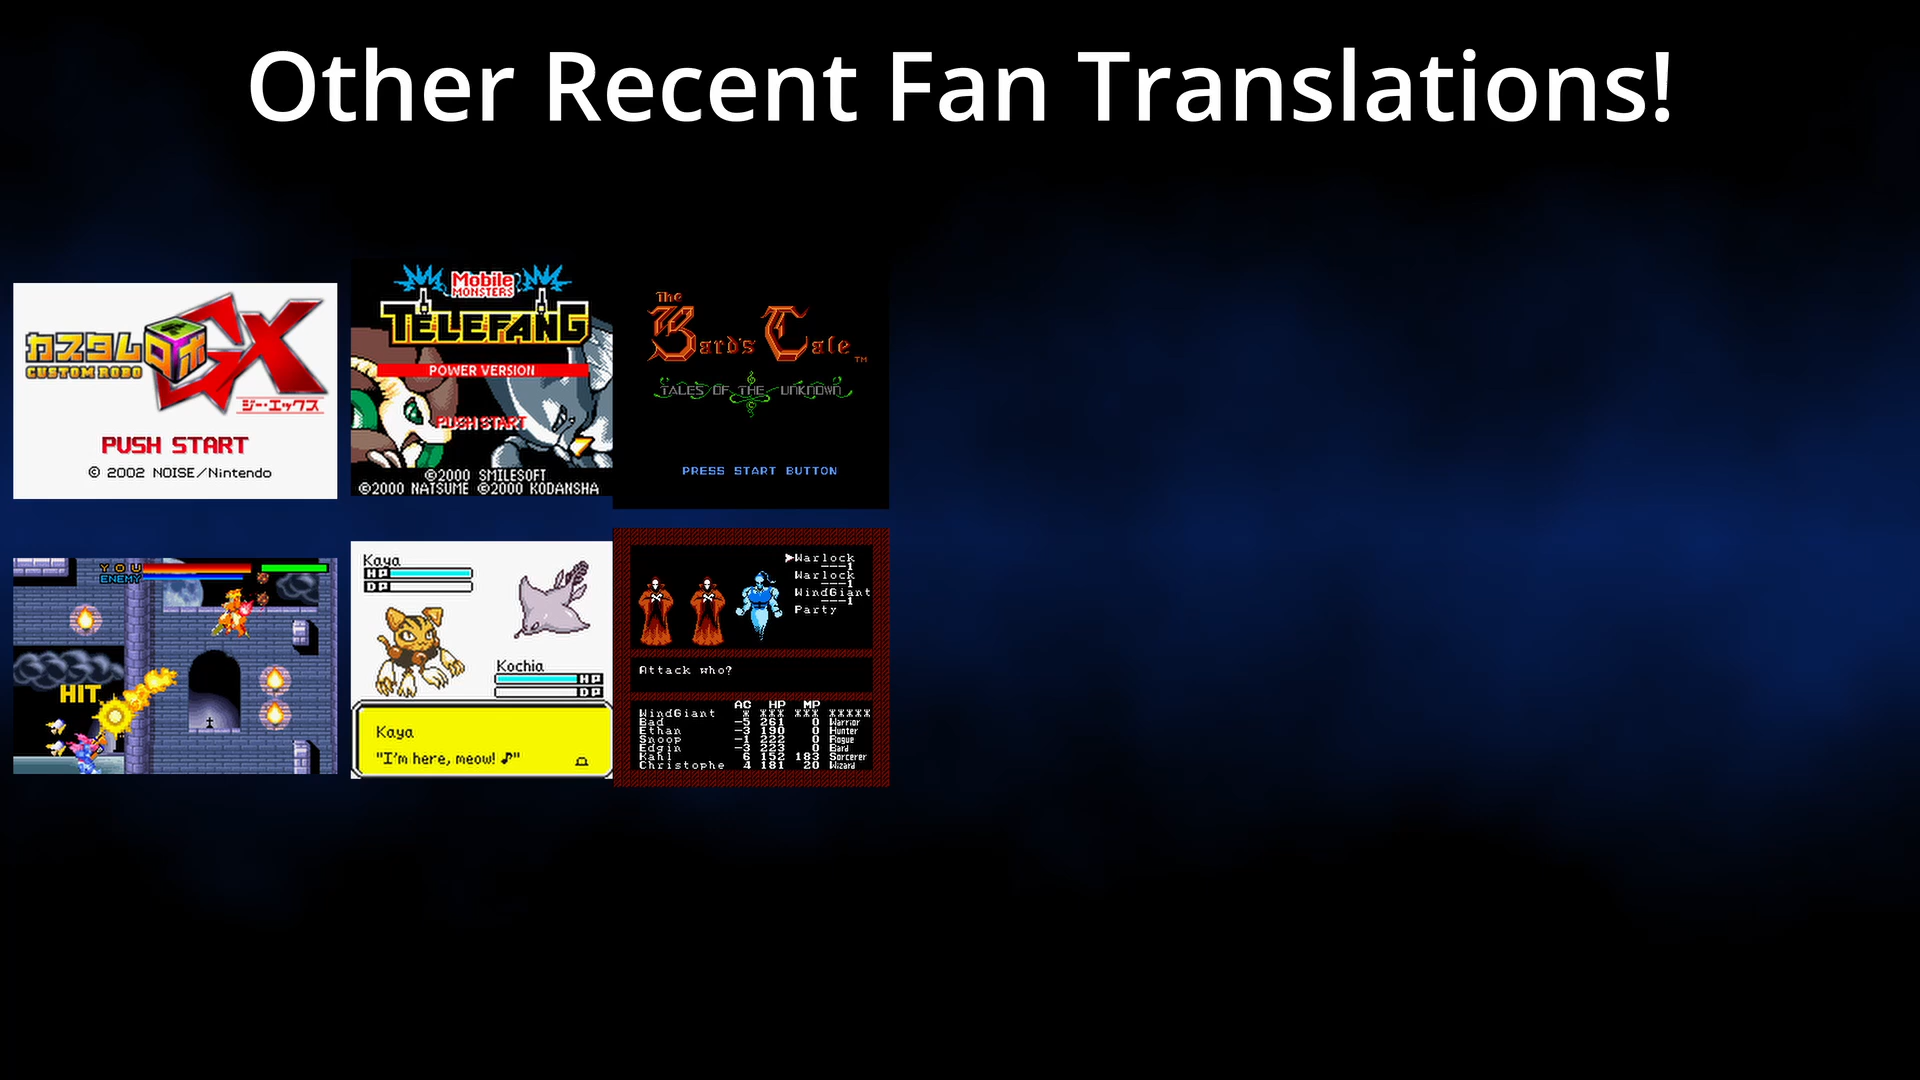 Other Recent Fan Translations!
カスタムロボ GX
CUSTOM ROBO
ジー・エックス
PUSH START
© 2002 NOISE/Nintendo
Mobile
MONSTERS
TELEFANG
POWER VERSION
PUSH START
©2000 SMILESOFT
©2000 NATSUME ©2000 KODANSHA
The
Bard's Tale™
TALES OF THE UNKNOWN
PRESS START BUTTON
YOU
ENEMY
HIT
Kaya
HP
DP
Kochia
HP
DP
Kaya
"I'm here, meow! ♪"
Warlock
---1
Warlock
---1
WindGiant
---1
Party
Attack who?
AC HP MP
WindGiant * *** *** *****
Bad -5 261 0 Warrior
Ethan -3 190 0 Hunter
Snoop -1 222 0 Rogue
Edgin -3 223 0 Bard
Kahl 6 152 183 Sorcerer
Christophe 4 181 20 Wizard